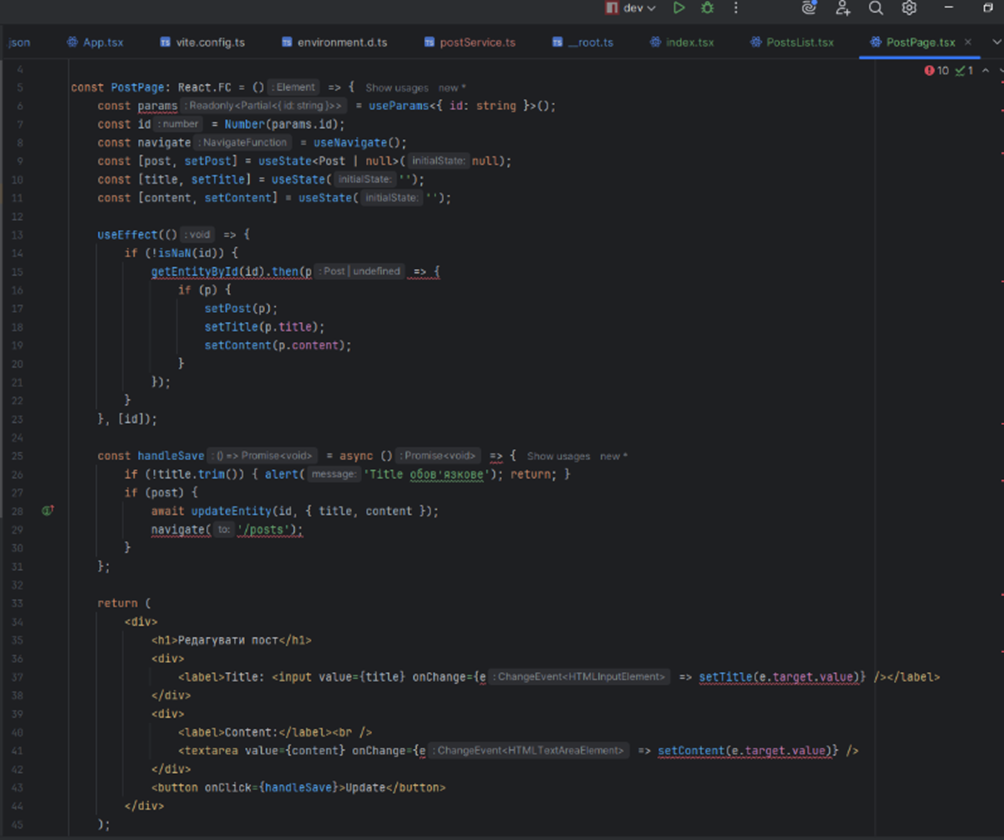 dev
json App.tsx vite.config.ts environment.d.ts postService.ts __root.ts index.tsx PostsList.tsx PostPage.tsx
10 1
4
5 const PostPage: React.FC = () : Element => { Show usages new *
6 const params : Readonly<Partial<{ id: string }>> = useParams<{ id: string }>();
7 const id : number = Number(params.id);
8 const navigate : NavigateFunction = useNavigate();
9 const [post, setPost] = useState<Post | null>( initialState: null);
10 const [title, setTitle] = useState( initialState: '');
11 const [content, setContent] = useState( initialState: '');
12
13 useEffect(() : void => {
14 if (!isNaN(id)) {
15 getEntityById(id).then(p : Post | undefined => {
16 if (p) {
17 setPost(p);
18 setTitle(p.title);
19 setContent(p.content);
20 }
21 });
22 }
23 }, [id]);
24
25 const handleSave : () => Promise<void> = async () : Promise<void> => { Show usages new *
26 if (!title.trim()) { alert( message: 'Title обов'язкове'); return; }
27 if (post) {
28 await updateEntity(id, { title, content });
29 navigate( to: '/posts');
30 }
31 };
32
33 return (
34 <div>
35 <h1>Редагувати пост</h1>
36 <div>
37 <label>Title: <input value={title} onChange={e : ChangeEvent<HTMLInputElement> => setTitle(e.target.value)} /></label>
38 </div>
39 <div>
40 <label>Content:</label><br />
41 <textarea value={content} onChange={e : ChangeEvent<HTMLTextAreaElement> => setContent(e.target.value)} />
42 </div>
43 <button onClick={handleSave}>Update</button>
44 </div>
45 );